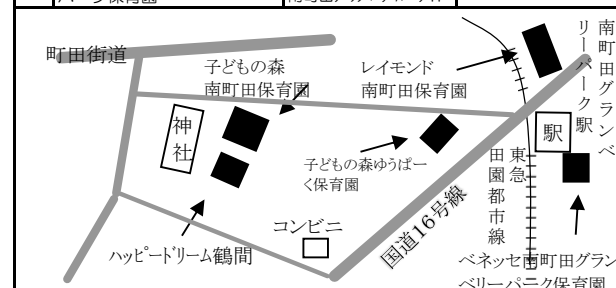 町田街道
子どもの森
南町田保育園
レイモンド
南町田保育園
南町田グランベ
リーパーク駅
神社
駅
子どもの森ゆうぱー
く保育園
東急
田園都市線
国道16号線
コンビニ
ハッピードリーム鶴間
ベネッセ南町田グラン
ベリーパーク保育園